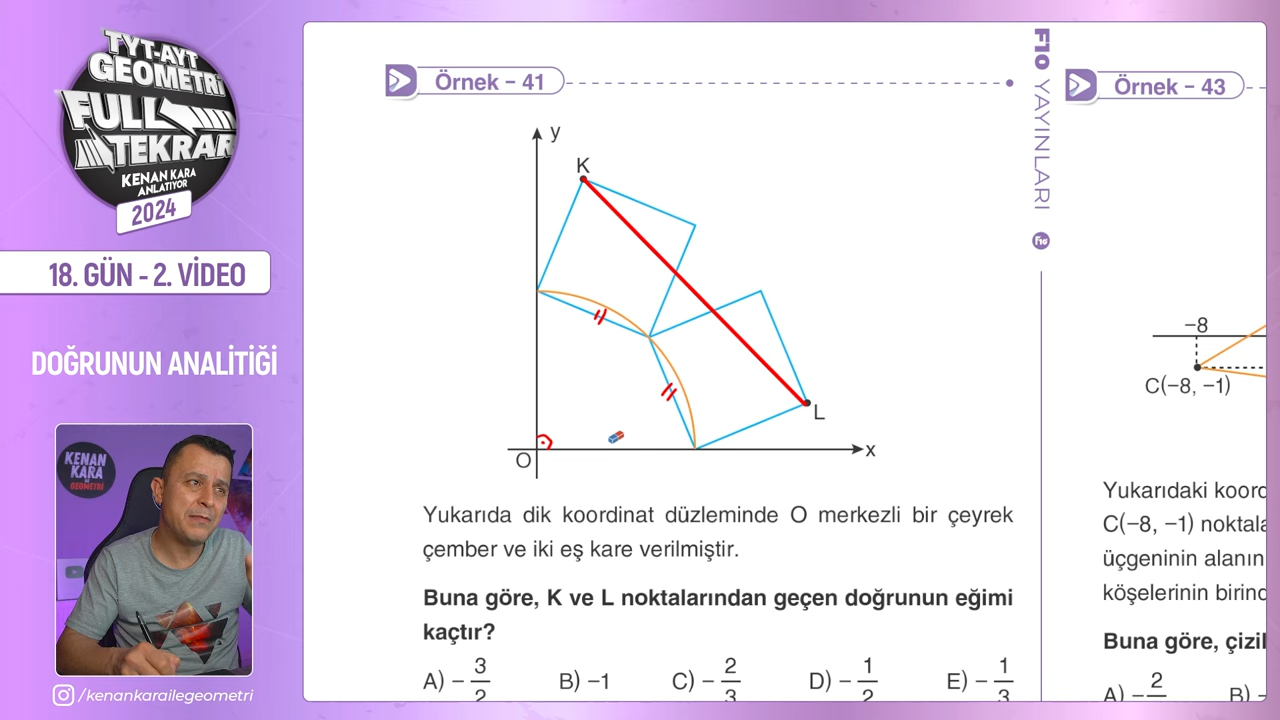 TYT-AYT
GEOMETRİ
FULL
TEKRAR
KENAN KARA
ANLATIYOR
2024
18. GÜN - 2. VİDEO
DOĞRUNUN ANALİTİĞİ
KENAN
KARA
GEOMETRİ
/kenankarailegeometri
Örnek – 41
y
K
L
O
x
Yukarıda dik koordinat düzleminde O merkezli bir çeyrek
çember ve iki eş kare verilmiştir.
Buna göre, K ve L noktalarından geçen doğrunun eğimi
kaçtır?
A) –3/2 B) –1 C) –2/3 D) –1/2 E) –1/3
F10 YAYINLARI
F10
Örnek – 43
–8
C(–8, –1)
Yukarıdaki koord
C(–8, –1) noktala
üçgeninin alanın
köşelerinin birind
Buna göre, çizil
A) –2 B) –